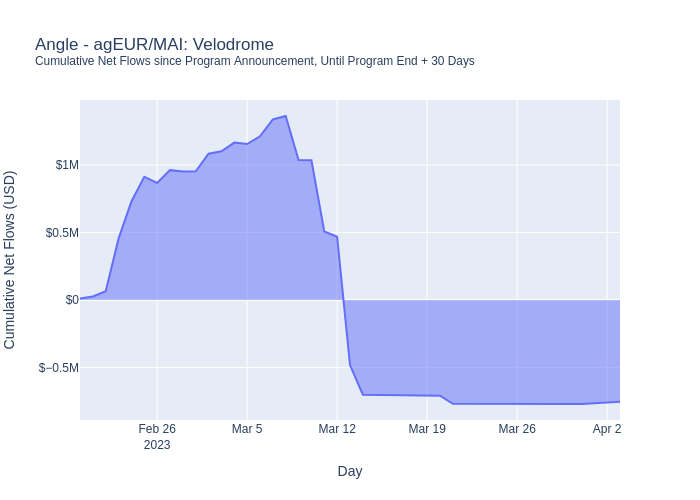 Angle - agEUR/MAI: Velodrome
Cumulative Net Flows since Program Announcement, Until Program End + 30 Days
Cumulative Net Flows (USD)
$1M
$0.5M
$0
$−0.5M
Feb 26
2023
Mar 5
Mar 12
Mar 19
Mar 26
Apr 2
Day